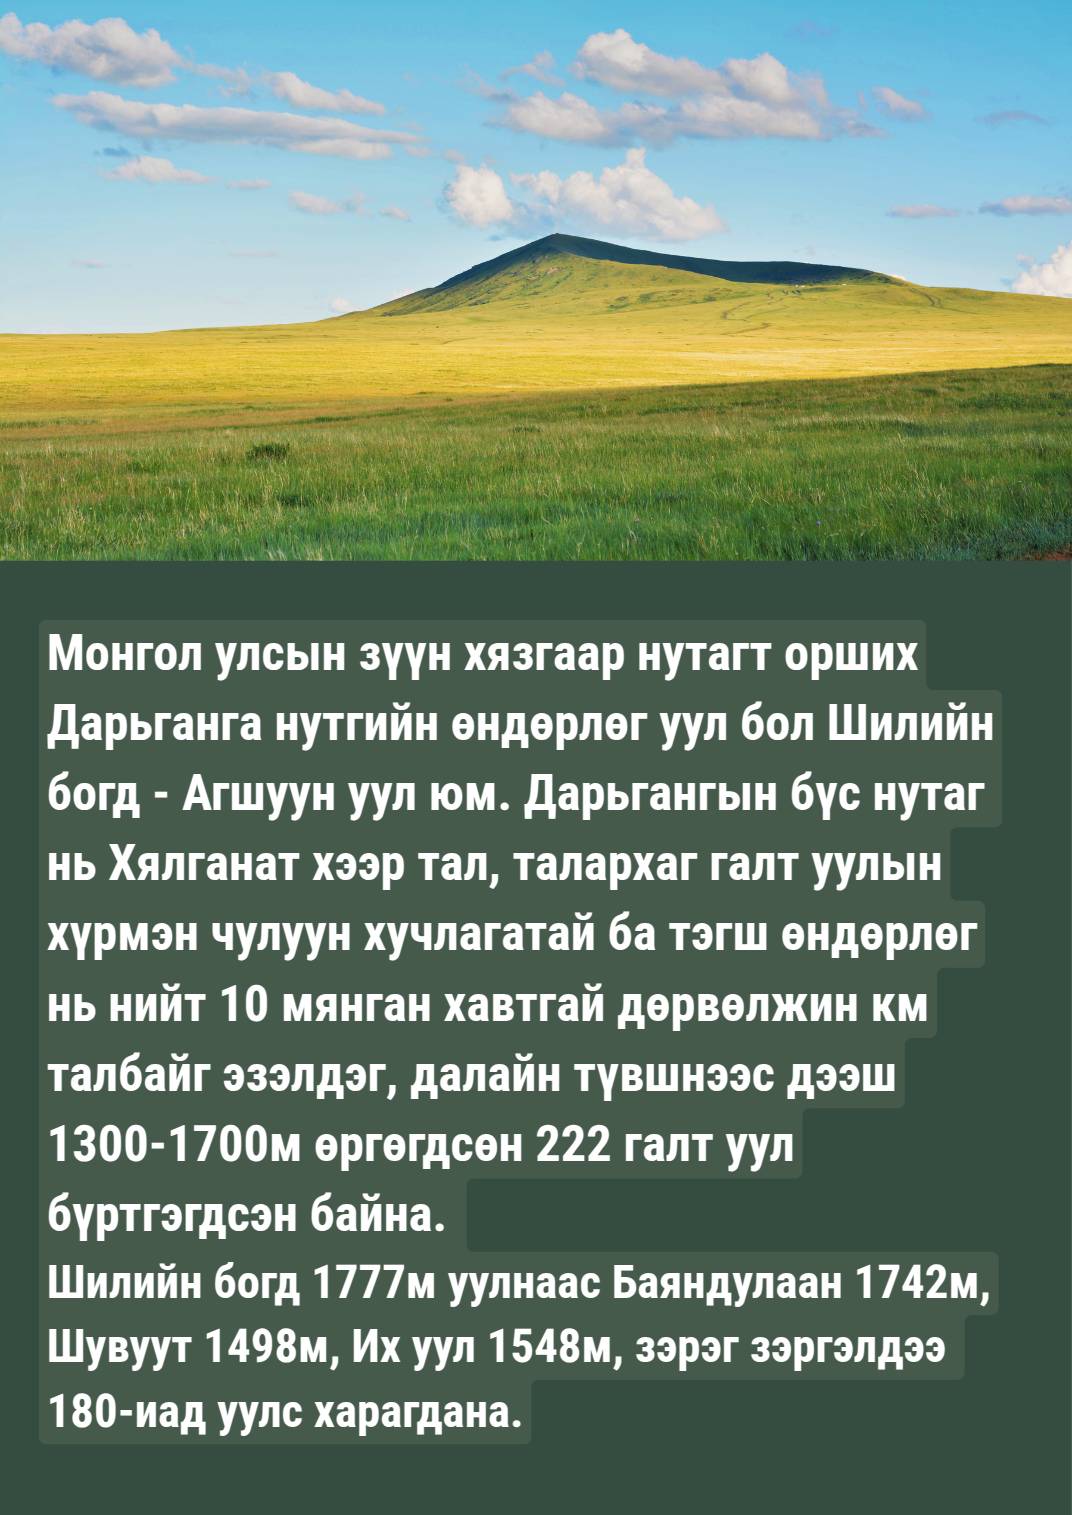 Монгол улсын зүүн хязгаар нутагт орших
Дарьганга нутгийн өндөрлөг уул бол Шилийн
богд - Агшуун уул юм. Дарьгангын бүс нутаг
нь Хялганат хээр тал, талархаг галт уулын
хүрмэн чулуун хучлагатай ба тэгш өндөрлөг
нь нийт 10 мянган хавтгай дөрвөлжин км
талбайг эзэлдэг, далайн түвшнээс дээш
1300-1700м өргөгдсөн 222 галт уул
бүртгэгдсэн байна.
Шилийн богд 1777м уулнаас Баяндулаан 1742м,
Шувуут 1498м, Их уул 1548м, зэрэг зэргэлдээ
180-иад уулс харагдана.